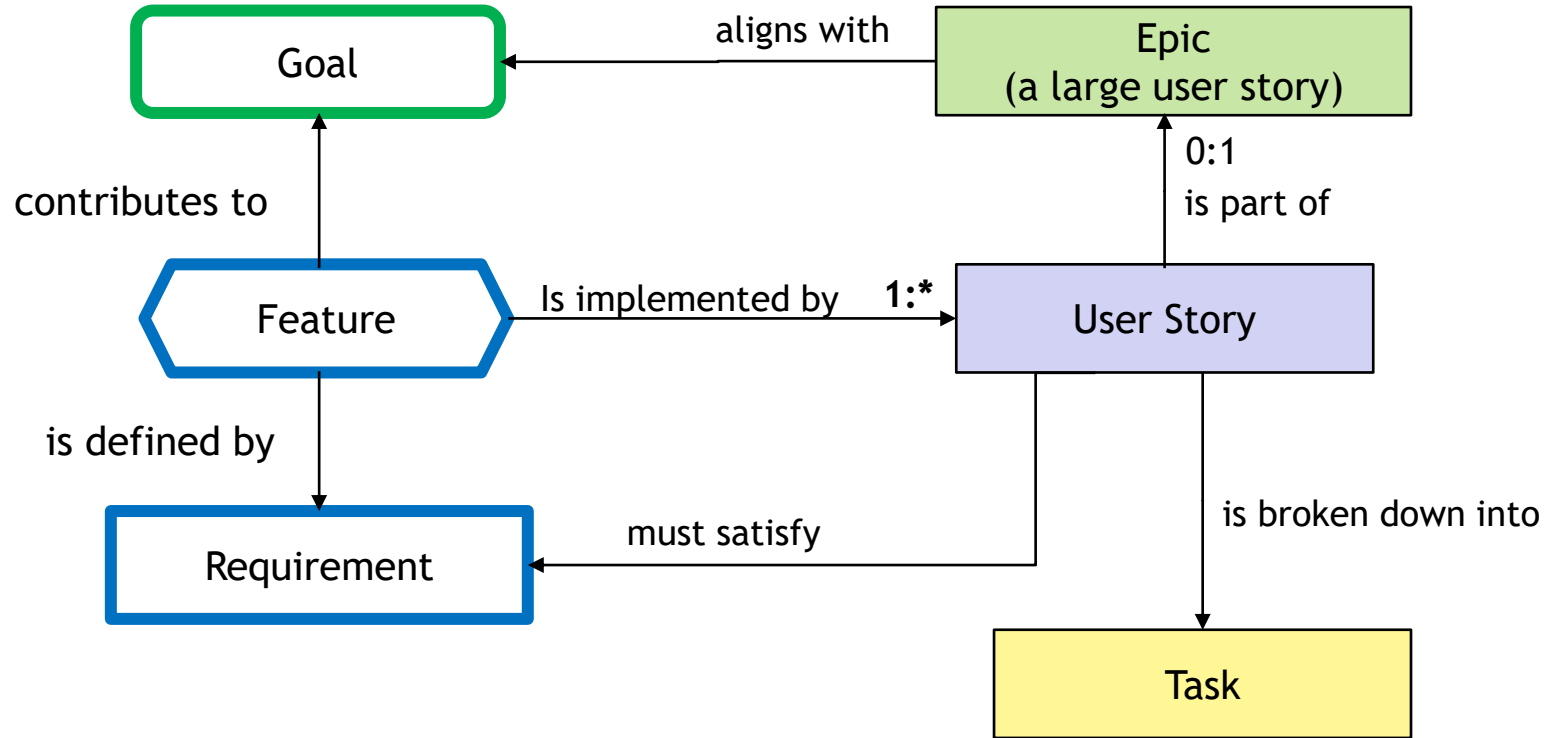 aligns with
Goal
Epic
(a large user story)
0:1
contributes to
is part of
Feature
Is implemented by
1:*
User Story
is defined by
must satisfy
is broken down into
Requirement
Task